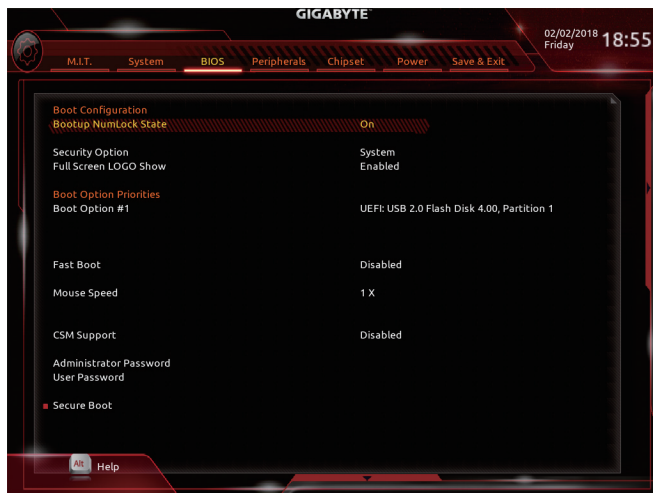 GIGABYTE™
02/02/2018 18:55
Friday
M.I.T. System BIOS Peripherals Chipset Power Save & Exit
Boot Configuration
Bootup NumLock State On
Security Option System
Full Screen LOGO Show Enabled
Boot Option Priorities
Boot Option #1 UEFI: USB 2.0 Flash Disk 4.00, Partition 1
Fast Boot Disabled
Mouse Speed 1 X
CSM Support Disabled
Administrator Password
User Password
Secure Boot
Alt Help